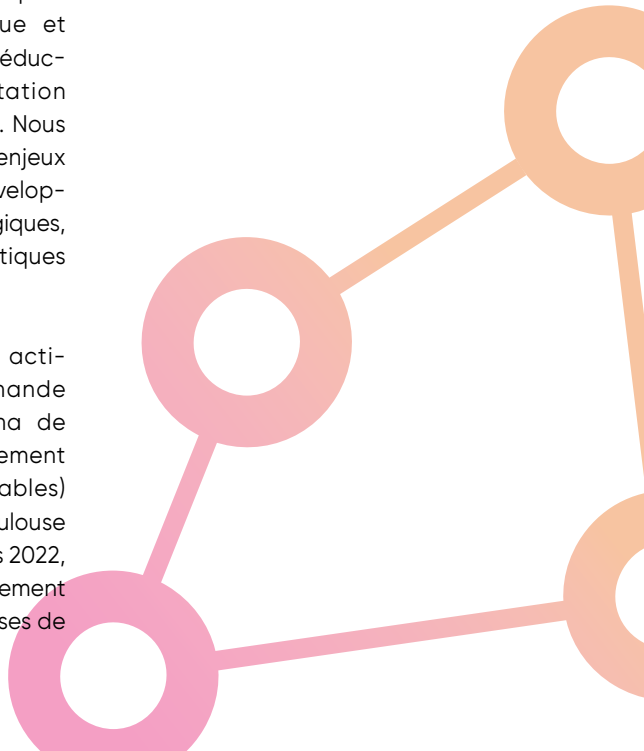 ue et
éduc-
tation
. Nous
enjeux
velop-
giques,
tiques
acti-
mande
na de
ement
ables)
ulouse
s 2022,
ement
ses de